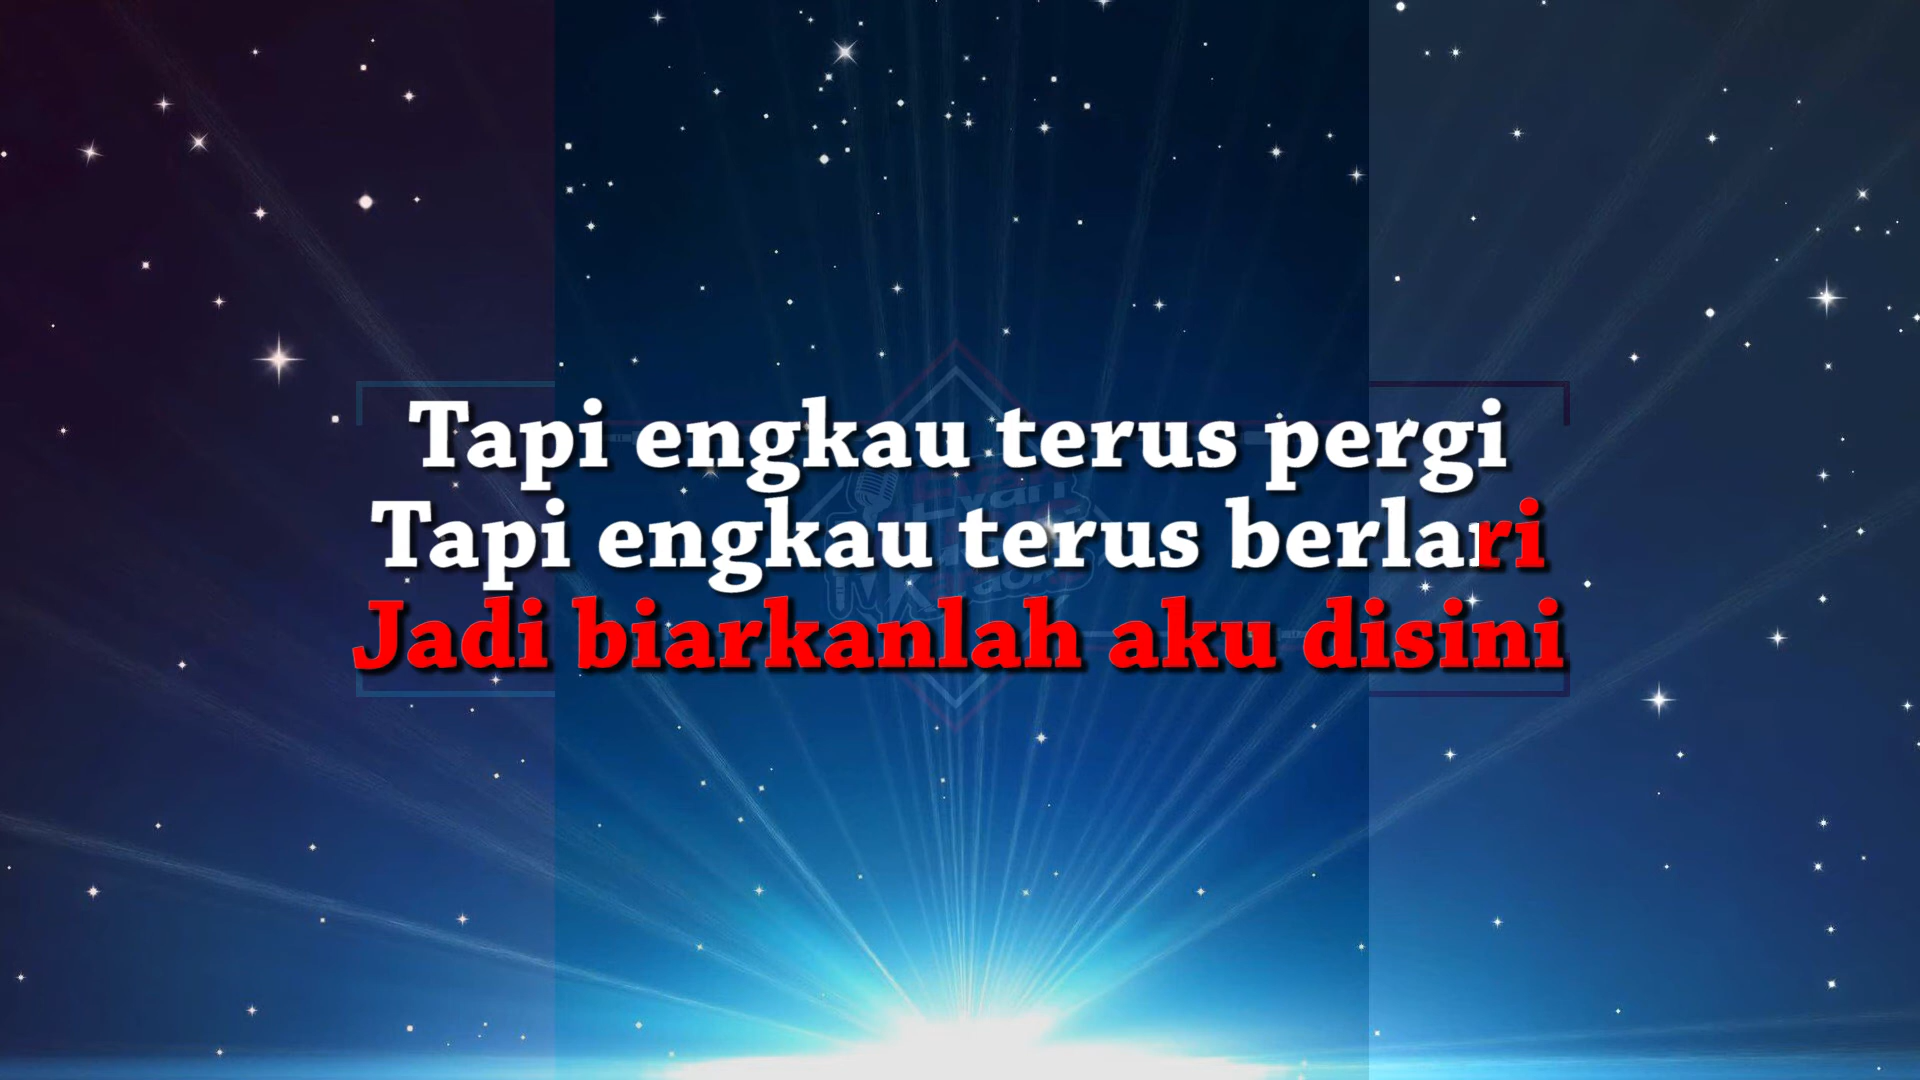 Tapi engkau terus pergi
Tapi engkau terus berlari
Jadi biarkanlah aku disini